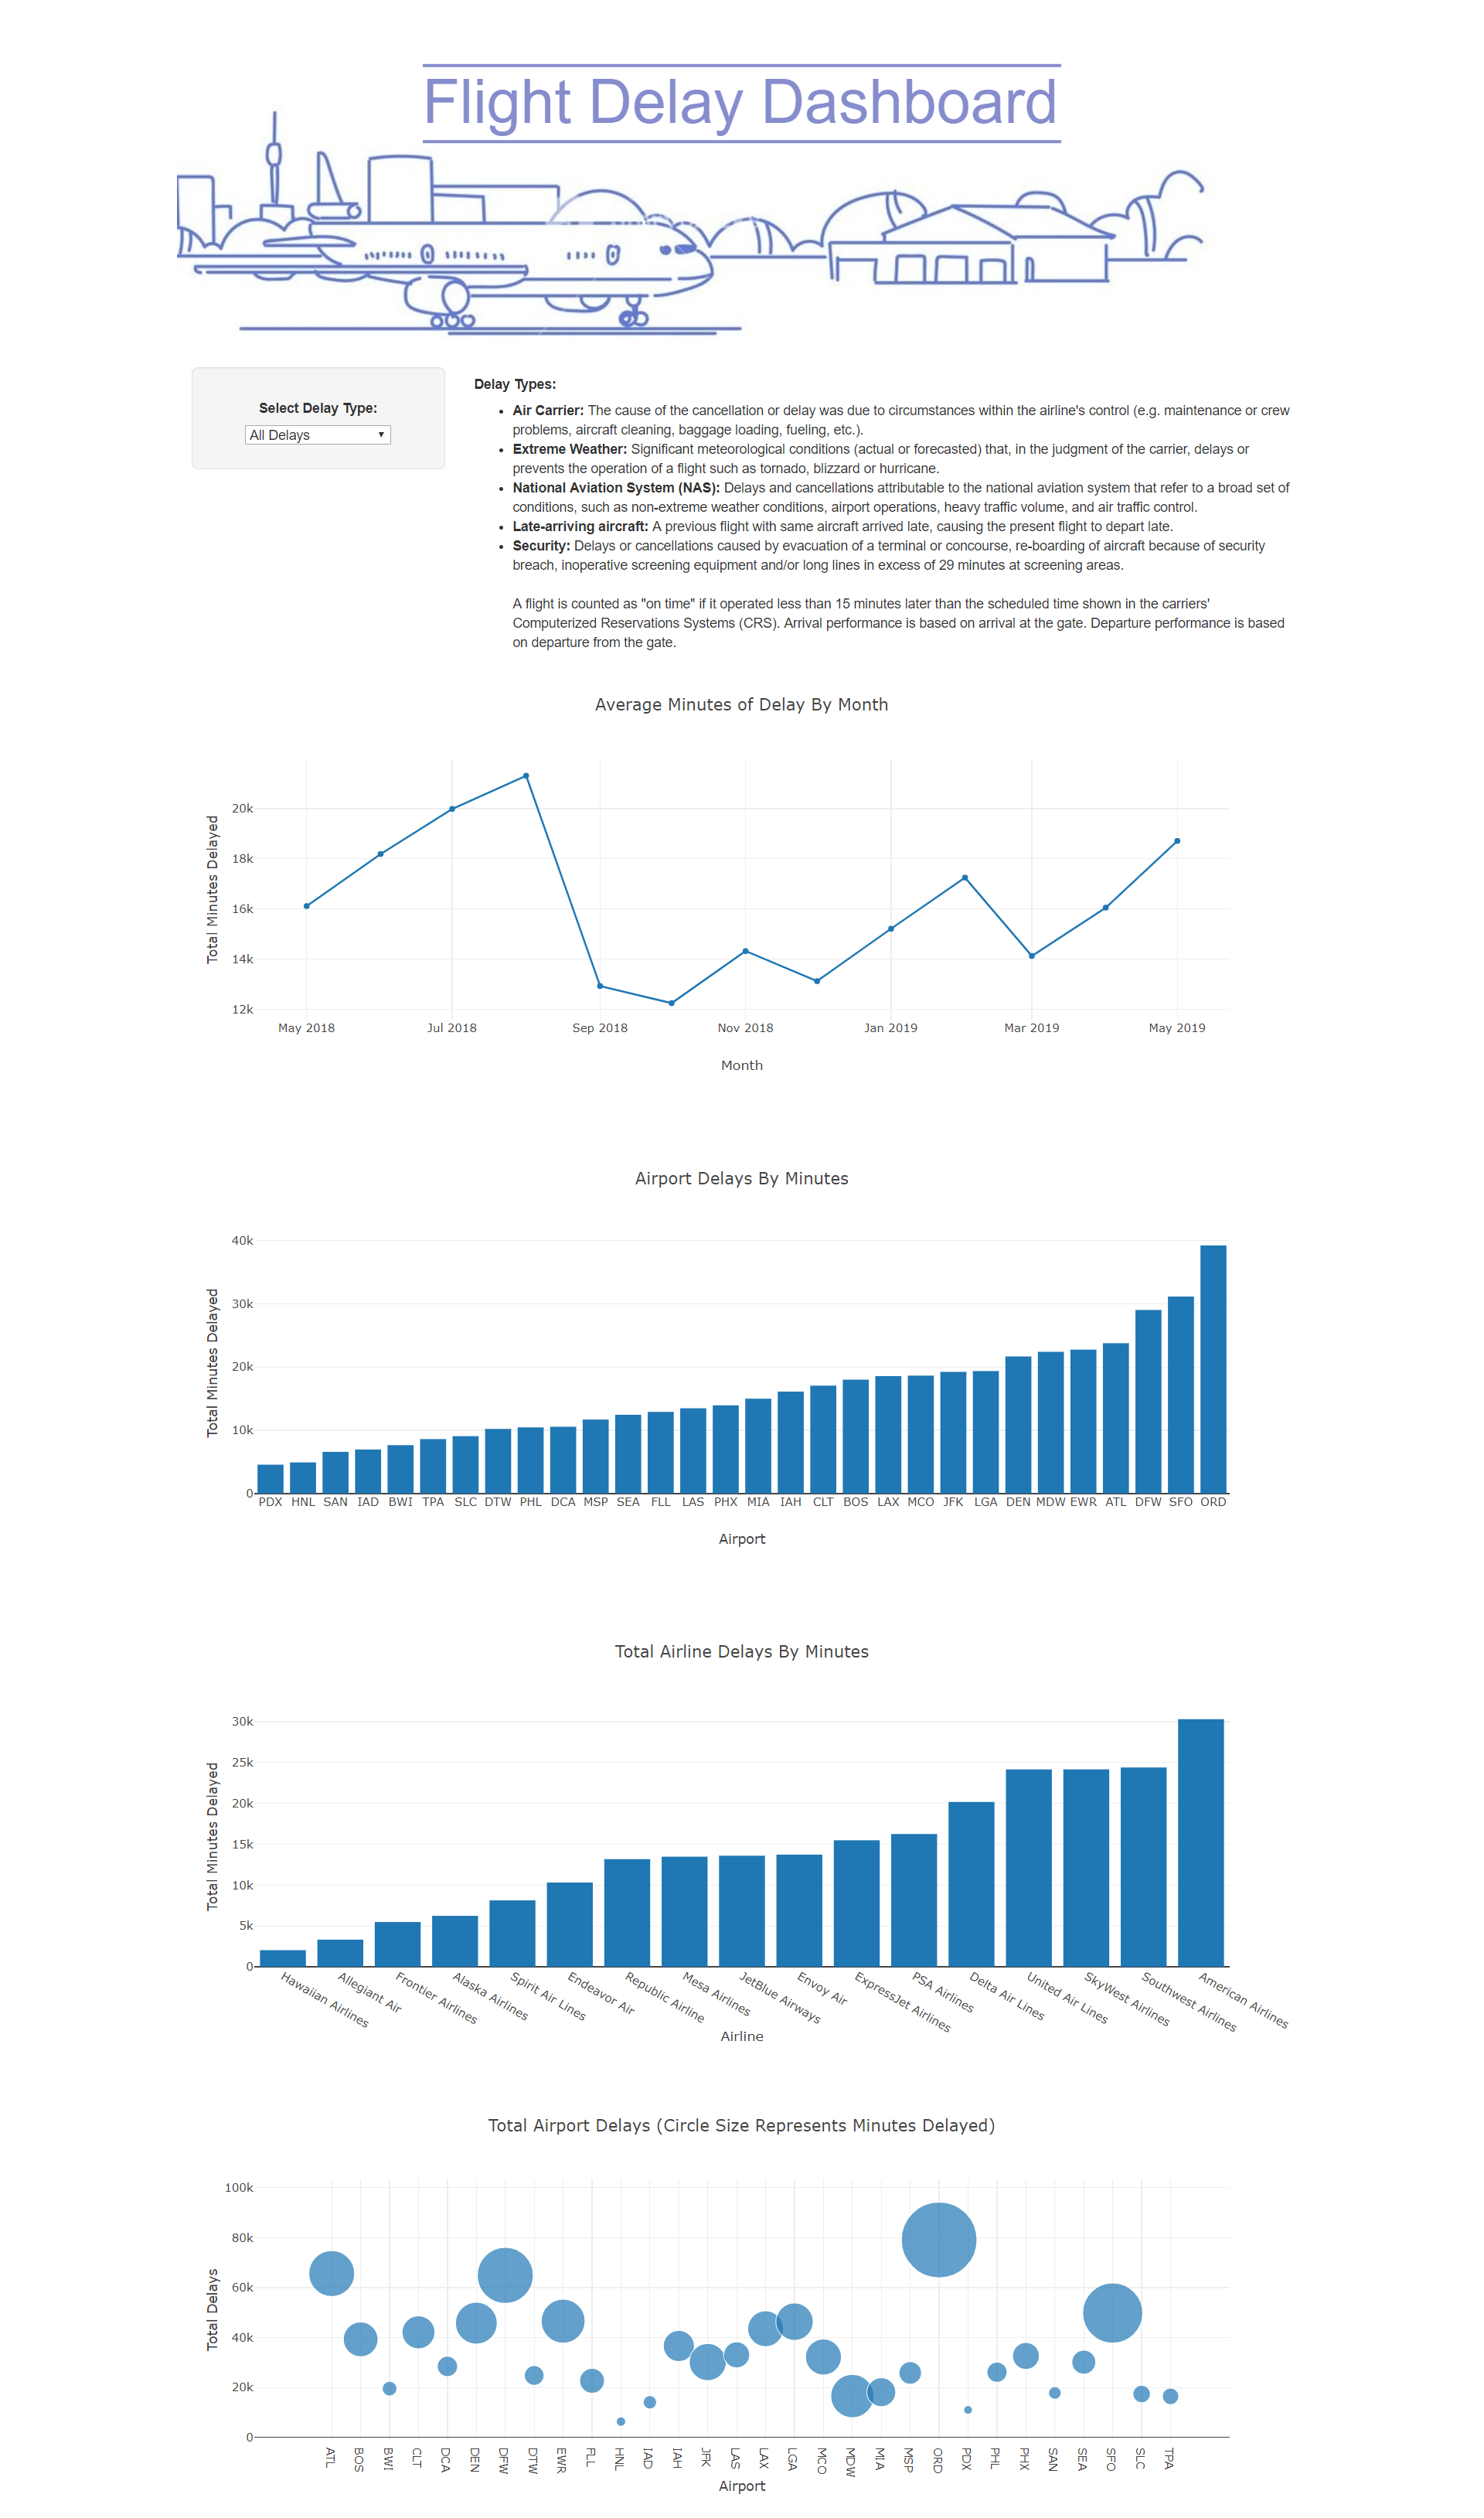 Flight Delay Dashboard
Select Delay Type:
All Delays
Delay Types:
• Air Carrier: The cause of the cancellation or delay was due to circumstances within the airline's control (e.g. maintenance or crew
problems, aircraft cleaning, baggage loading, fueling, etc.).
• Extreme Weather: Significant meteorological conditions (actual or forecasted) that, in the judgment of the carrier, delays or
prevents the operation of a flight such as tornado, blizzard or hurricane.
• National Aviation System (NAS): Delays and cancellations attributable to the national aviation system that refer to a broad set of
conditions, such as non-extreme weather conditions, airport operations, heavy traffic volume, and air traffic control.
• Late-arriving aircraft: A previous flight with same aircraft arrived late, causing the present flight to depart late.
• Security: Delays or cancellations caused by evacuation of a terminal or concourse, re-boarding of aircraft because of security
breach, inoperative screening equipment and/or long lines in excess of 29 minutes at screening areas.
A flight is counted as "on time" if it operated less than 15 minutes later than the scheduled time shown in the carriers'
Computerized Reservations Systems (CRS). Arrival performance is based on arrival at the gate. Departure performance is based
on departure from the gate.
Average Minutes of Delay By Month
Total Minutes Delayed
20k
18k
16k
14k
12k
May 2018 Jul 2018 Sep 2018 Nov 2018 Jan 2019 Mar 2019 May 2019
Month
Airport Delays By Minutes
Total Minutes Delayed
40k
30k
20k
10k
0
PDX HNL SAN IAD BWI TPA SLC DTW PHL DCA MSP SEA FLL LAS PHX MIA IAH CLT BOS LAX MCO JFK LGA DEN MDW EWR ATL DFW SFO ORD
Airport
Total Airline Delays By Minutes
Total Minutes Delayed
30k
25k
20k
15k
10k
5k
0
Hawaiian Airlines
Allegiant Air
Frontier Airlines
Alaska Airlines
Spirit Air Lines
Endeavor Air
Republic Airline
Mesa Airlines
JetBlue Airways
Envoy Air
ExpressJet Airlines
PSA Airlines
Delta Air Lines
United Air Lines
SkyWest Airlines
Southwest Airlines
American Airlines
Airline
Total Airport Delays (Circle Size Represents Minutes Delayed)
Total Delays
100k
80k
60k
40k
20k
0
ATL BOS BWI CLT DCA DEN DFW DTW EWR FLL HNL IAD IAH JFK LAS LAX LGA MCO MDW MIA MSP ORD PDX PHL PHX SAN SEA SFO SLC TPA
Airport